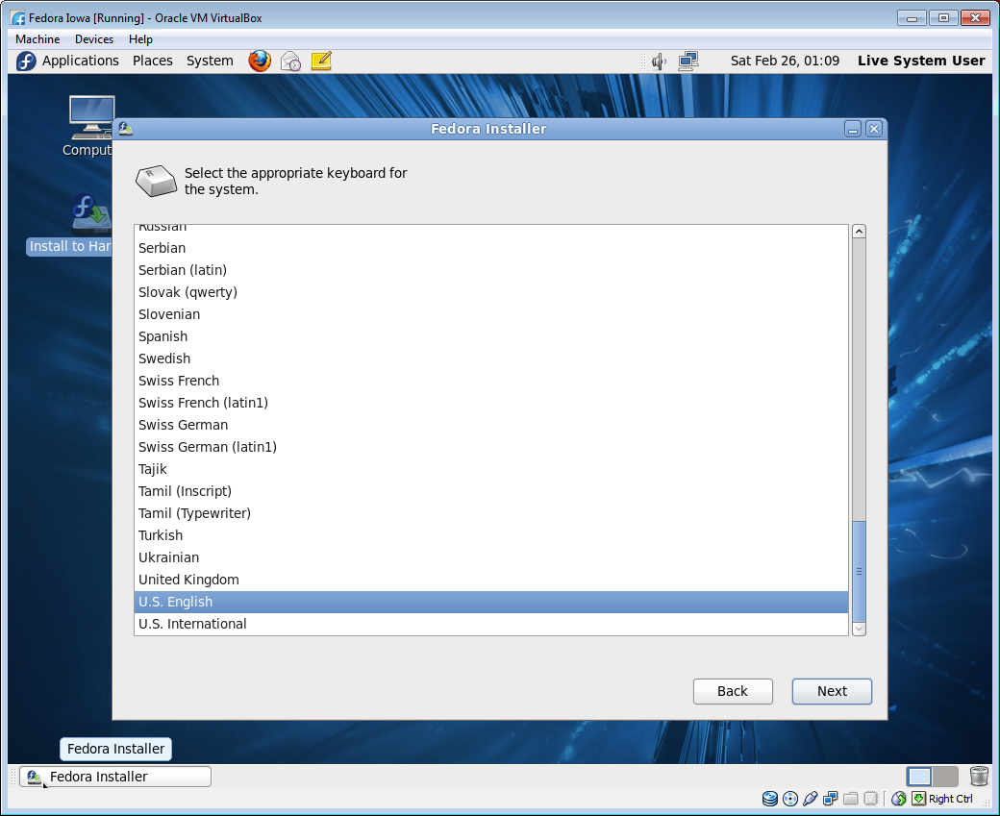 Fedora Iowa [Running] - Oracle VM VirtualBox
Machine Devices Help
Applications Places System Sat Feb 26, 01:09 Live System User
Comput
Install to Har
Fedora Installer
R
Select the appropriate keyboard for
the system.
Russian
Serbian
Serbian (latin)
Slovak (qwerty)
Slovenian
Spanish
Swedish
Swiss French
Swiss French (latin1)
Swiss German
Swiss German (latin1)
Tajik
Tamil (Inscript)
Tamil (Typewriter)
Turkish
Ukrainian
United Kingdom
U.S. English
U.S. International
Back Next
Fedora Installer
Fedora Installer
Right Ctrl